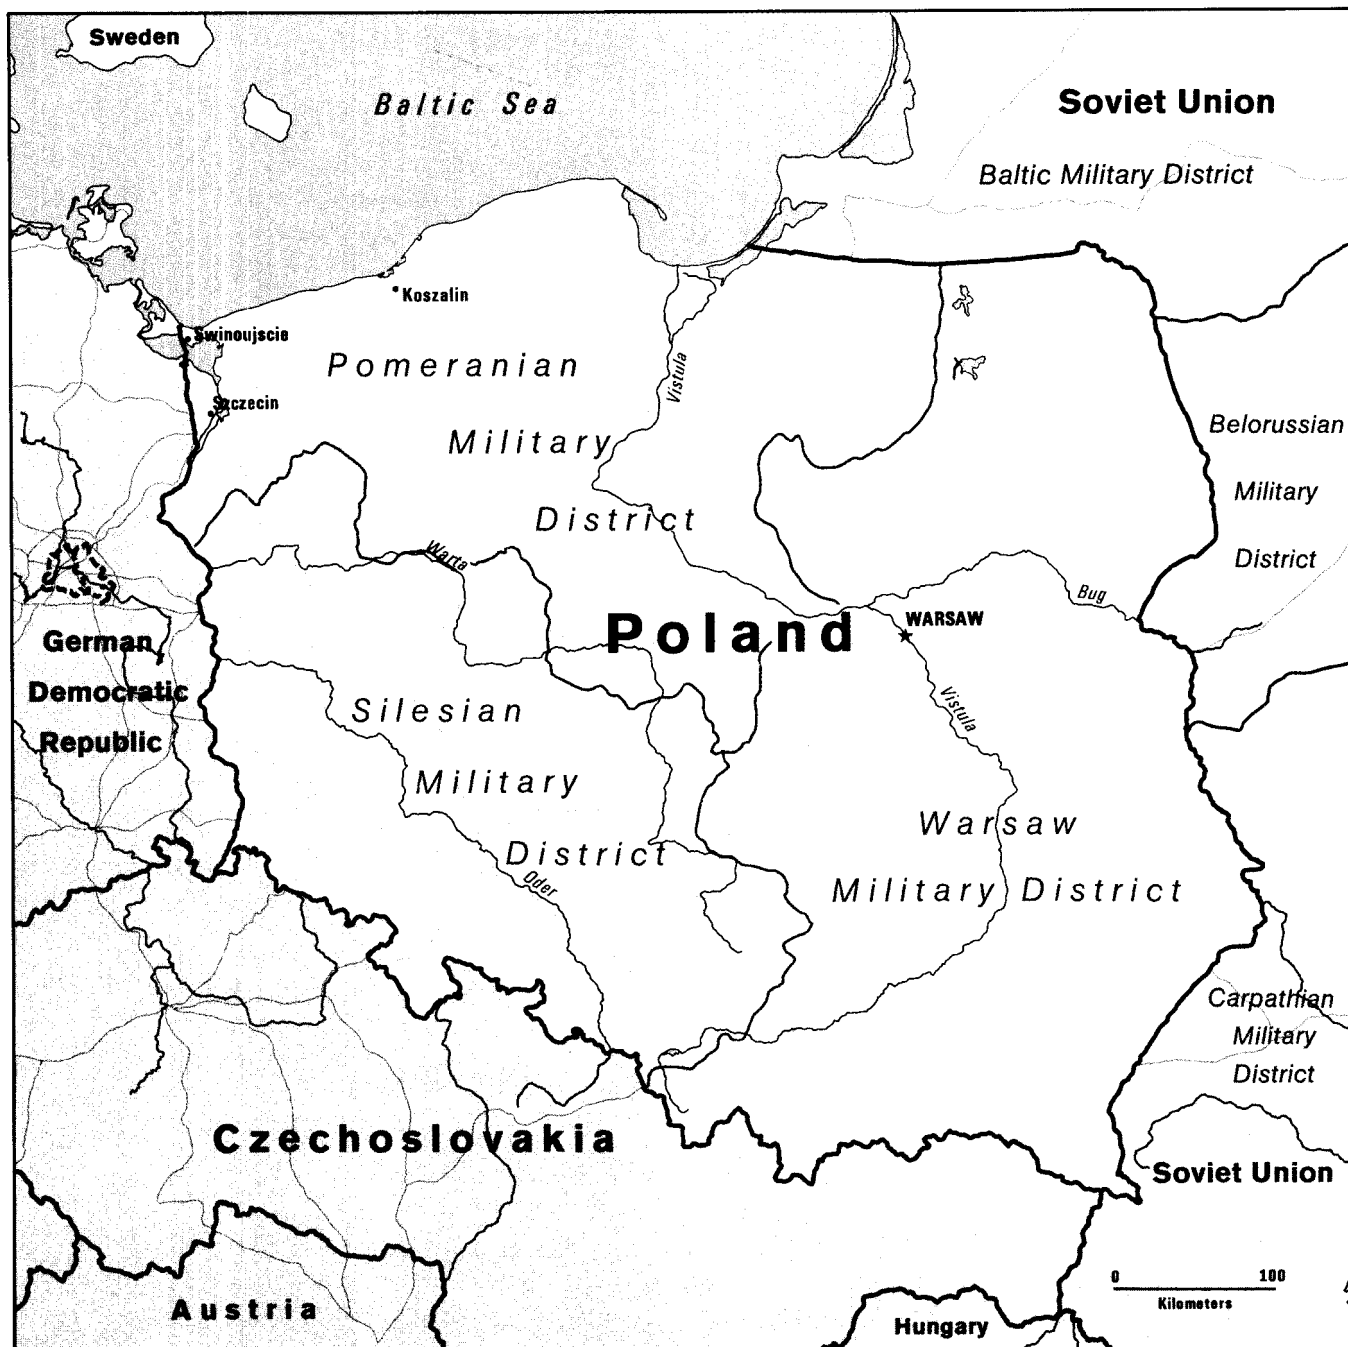 Sweden
Baltic Sea
Soviet Union
Baltic Military District
Koszalin
Swinoujscie
Pomeranian
Vistula
Szczecin
Military
Belorussian
Military
District
District
Warta
Bug
Poland
WARSAW
German
Democratic
Republic
Silesian
Vistula
Military
Warsaw
District
Military District
Oder
Carpathian
Military
District
Czechoslovakia
Soviet Union
0 100
Kilometers
Austria
Hungary